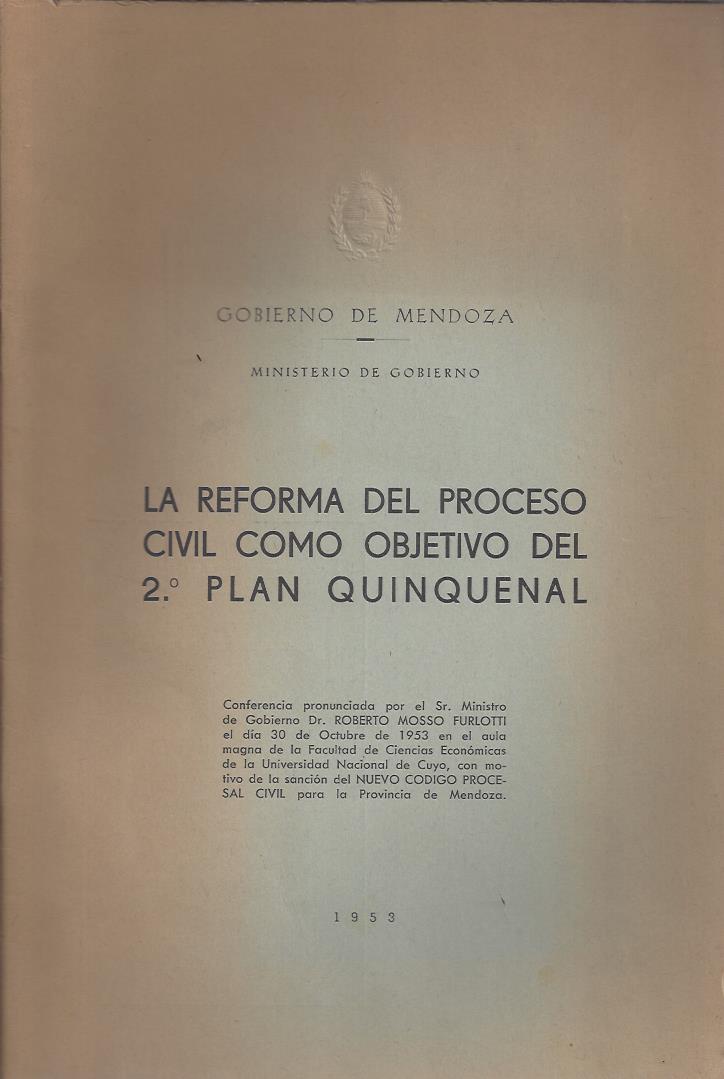 GOBIERNO DE MENDOZA
MINISTERIO DE GOBIERNO
LA REFORMA DEL PROCESO
CIVIL COMO OBJETIVO DEL
2.º PLAN QUINQUENAL
Conferencia pronunciada por el Sr. Ministro
de Gobierno Dr. ROBERTO MOSSO FURLOTTI
el día 30 de Octubre de 1953 en el aula
magna de la Facultad de Ciencias Económicas
de la Universidad Nacional de Cuyo, con mo-
tivo de la sanción del NUEVO CODIGO PROCE-
SAL CIVIL para la Provincia de Mendoza.
1953